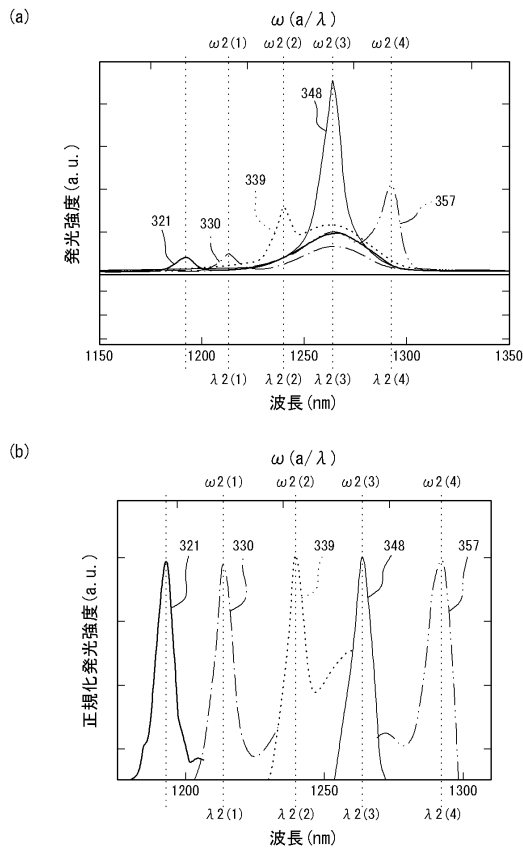 (a)
ω(a/λ)
ω2(1) ω2(2) ω2(3) ω2(4)
348
339
357
321
330
発光強度(a.u.)
1150 1200 1250 1300 1350
λ2(1) λ2(2) λ2(3) λ2(4)
波長(nm)
(b)
ω(a/λ)
ω2(1) ω2(2) ω2(3) ω2(4)
321 330 339 348 357
正規化発光強度(a.u.)
1200 1250 1300
λ2(1) λ2(2) λ2(3) λ2(4)
波長(nm)